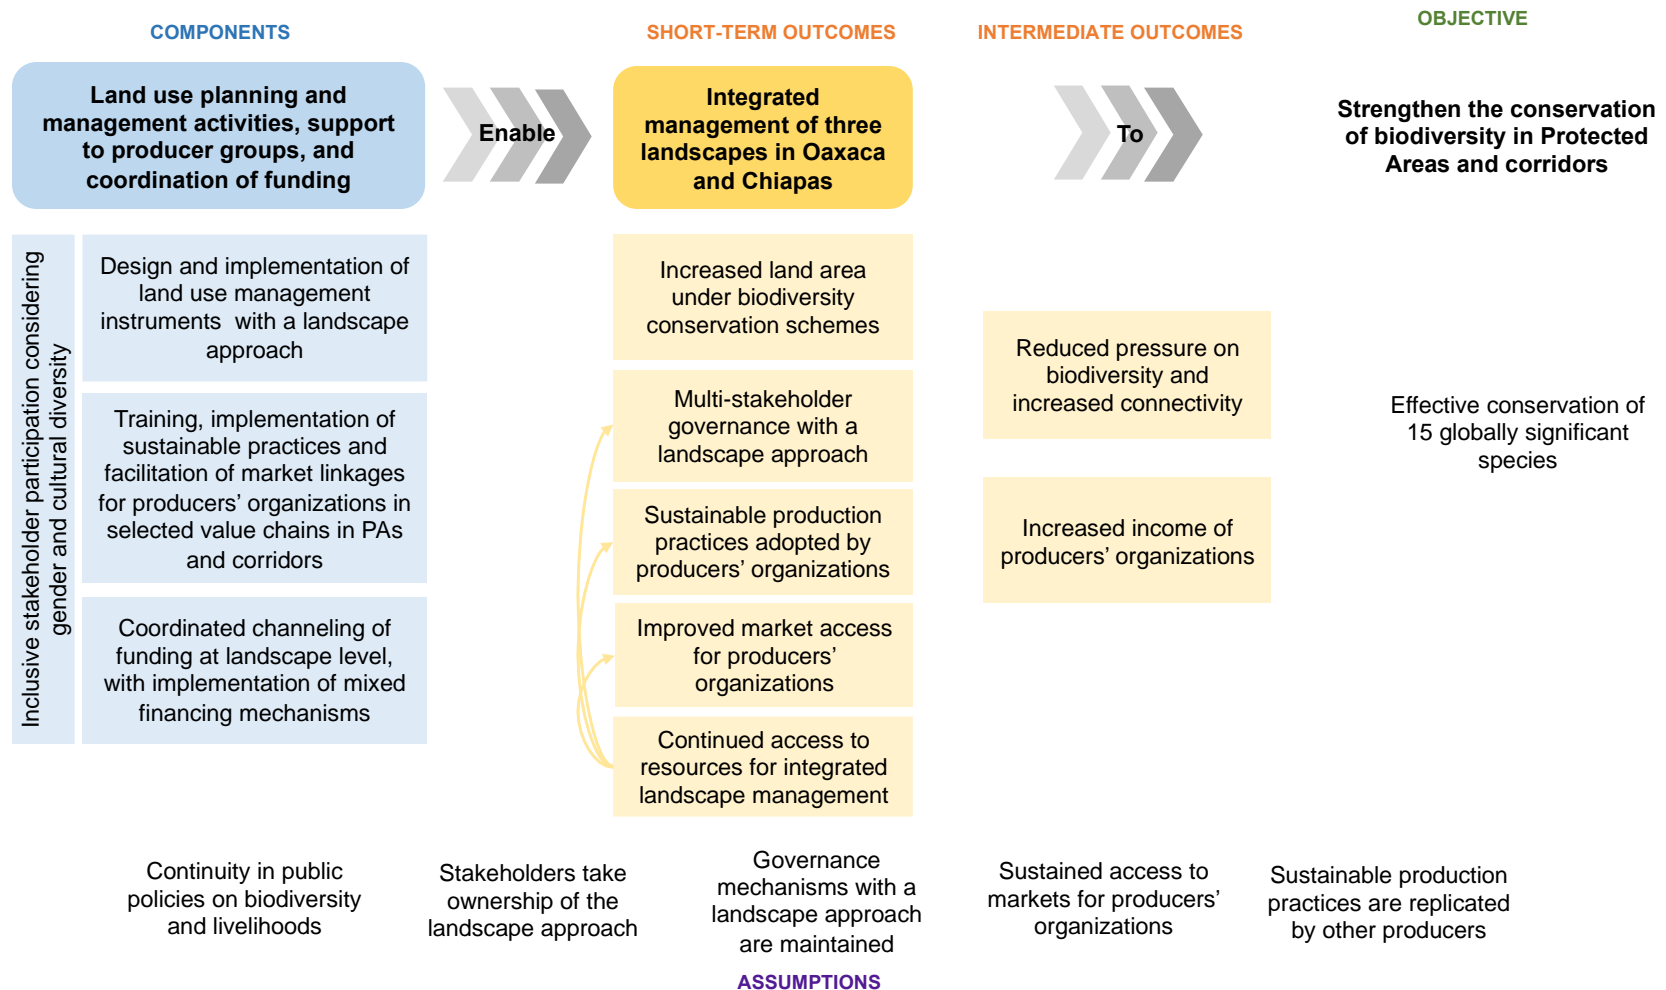 COMPONENTS
SHORT-TERM OUTCOMES
INTERMEDIATE OUTCOMES
OBJECTIVE
Land use planning and
management activities, support
to producer groups, and
coordination of funding
Enable
Integrated
management of three
landscapes in Oaxaca
and Chiapas
To
Strengthen the conservation
of biodiversity in Protected
Areas and corridors
Inclusive stakeholder participation considering
gender and cultural diversity
Design and implementation of
land use management
instruments with a landscape
approach
Training, implementation of
sustainable practices and
facilitation of market linkages
for producers’ organizations in
selected value chains in PAs
and corridors
Coordinated channeling of
funding at landscape level,
with implementation of mixed
financing mechanisms
Increased land area
under biodiversity
conservation schemes
Multi-stakeholder
governance with a
landscape approach
Sustainable production
practices adopted by
producers’ organizations
Improved market access
for producers’
organizations
Continued access to
resources for integrated
landscape management
Reduced pressure on
biodiversity and
increased connectivity
Increased income of
producers’ organizations
Effective conservation of
15 globally significant
species
Continuity in public
policies on biodiversity
and livelihoods
Stakeholders take
ownership of the
landscape approach
Governance
mechanisms with a
landscape approach
are maintained
Sustained access to
markets for producers’
organizations
Sustainable production
practices are replicated
by other producers
ASSUMPTIONS